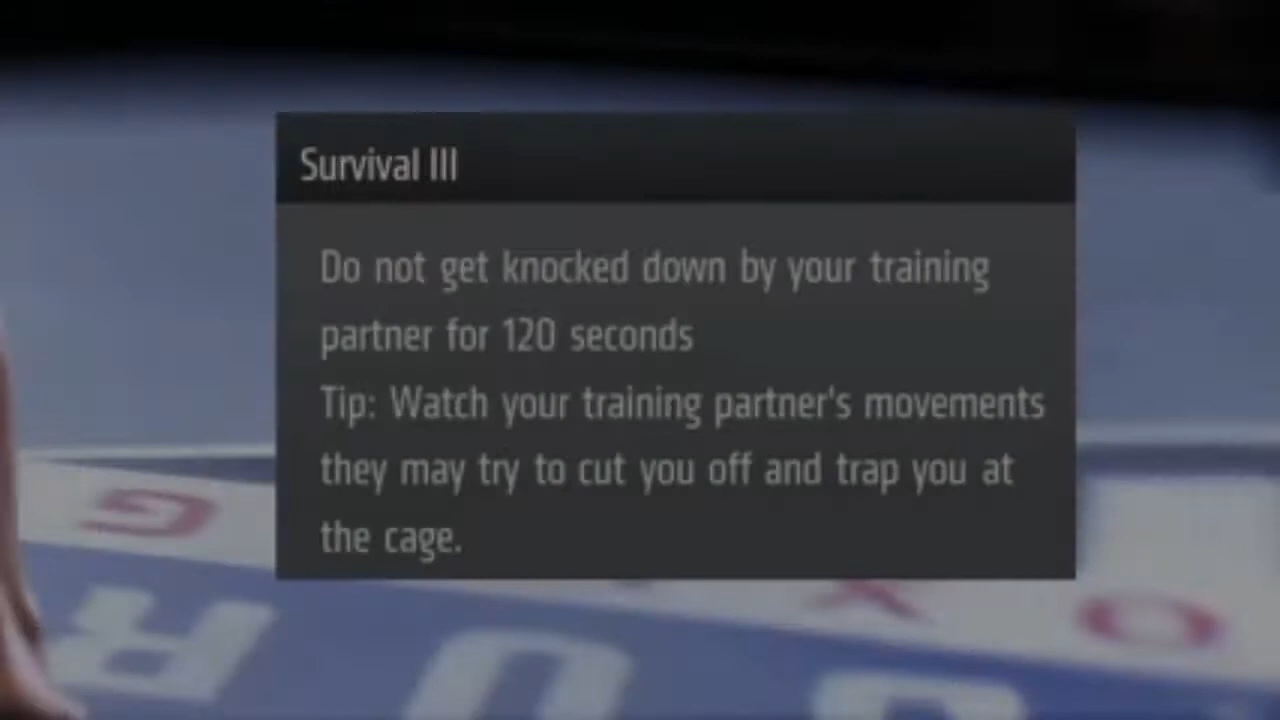 Survival III
Do not get knocked down by your training
partner for 120 seconds
Tip: Watch your training partner's movements
they may try to cut you off and trap you at
the cage.
G
X O
R U